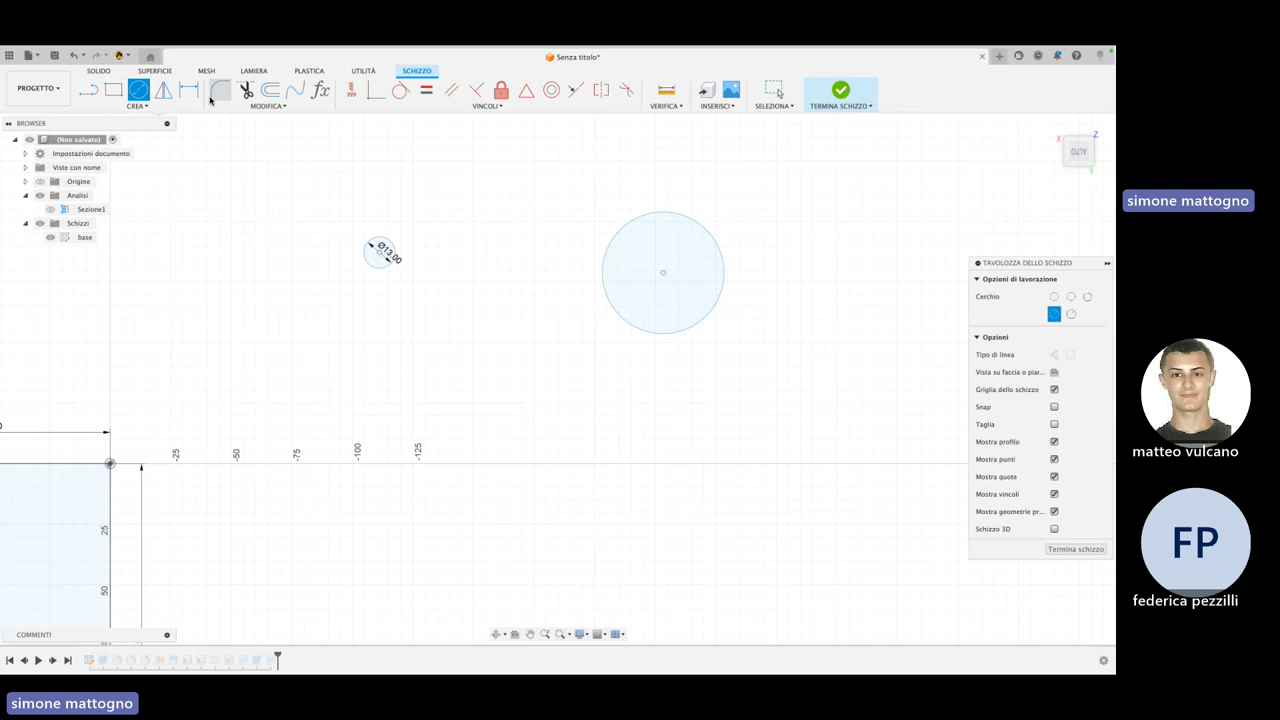 Senza titolo*
PROGETTO
SOLIDO SUPERFICIE MESH LAMIERA PLASTICA UTILITÀ SCHIZZO
CREA MODIFICA VINCOLI VERIFICA INSERISCI SELEZIONA TERMINA SCHIZZO
BROWSER
(Non salvato)
Impostazioni documento
Viste con nome
Origine
Analisi
Sezione1
Schizzi
base
Ø13.00
0
-25 -50 -75 -100 -125
25
50
X Z
ALTO
Y
TAVOLOZZA DELLO SCHIZZO
Opzioni di lavorazione
Cerchio
Opzioni
Tipo di linea
Vista su faccia o piar...
Griglia dello schizzo
Snap
Taglia
Mostra profilo
Mostra punti
Mostra quote
Mostra vincoli
Mostra geometrie pr...
Schizzo 3D
Termina schizzo
COMMENTI
simone mattogno
matteo vulcano
FP
federica pezzilli
simone mattogno